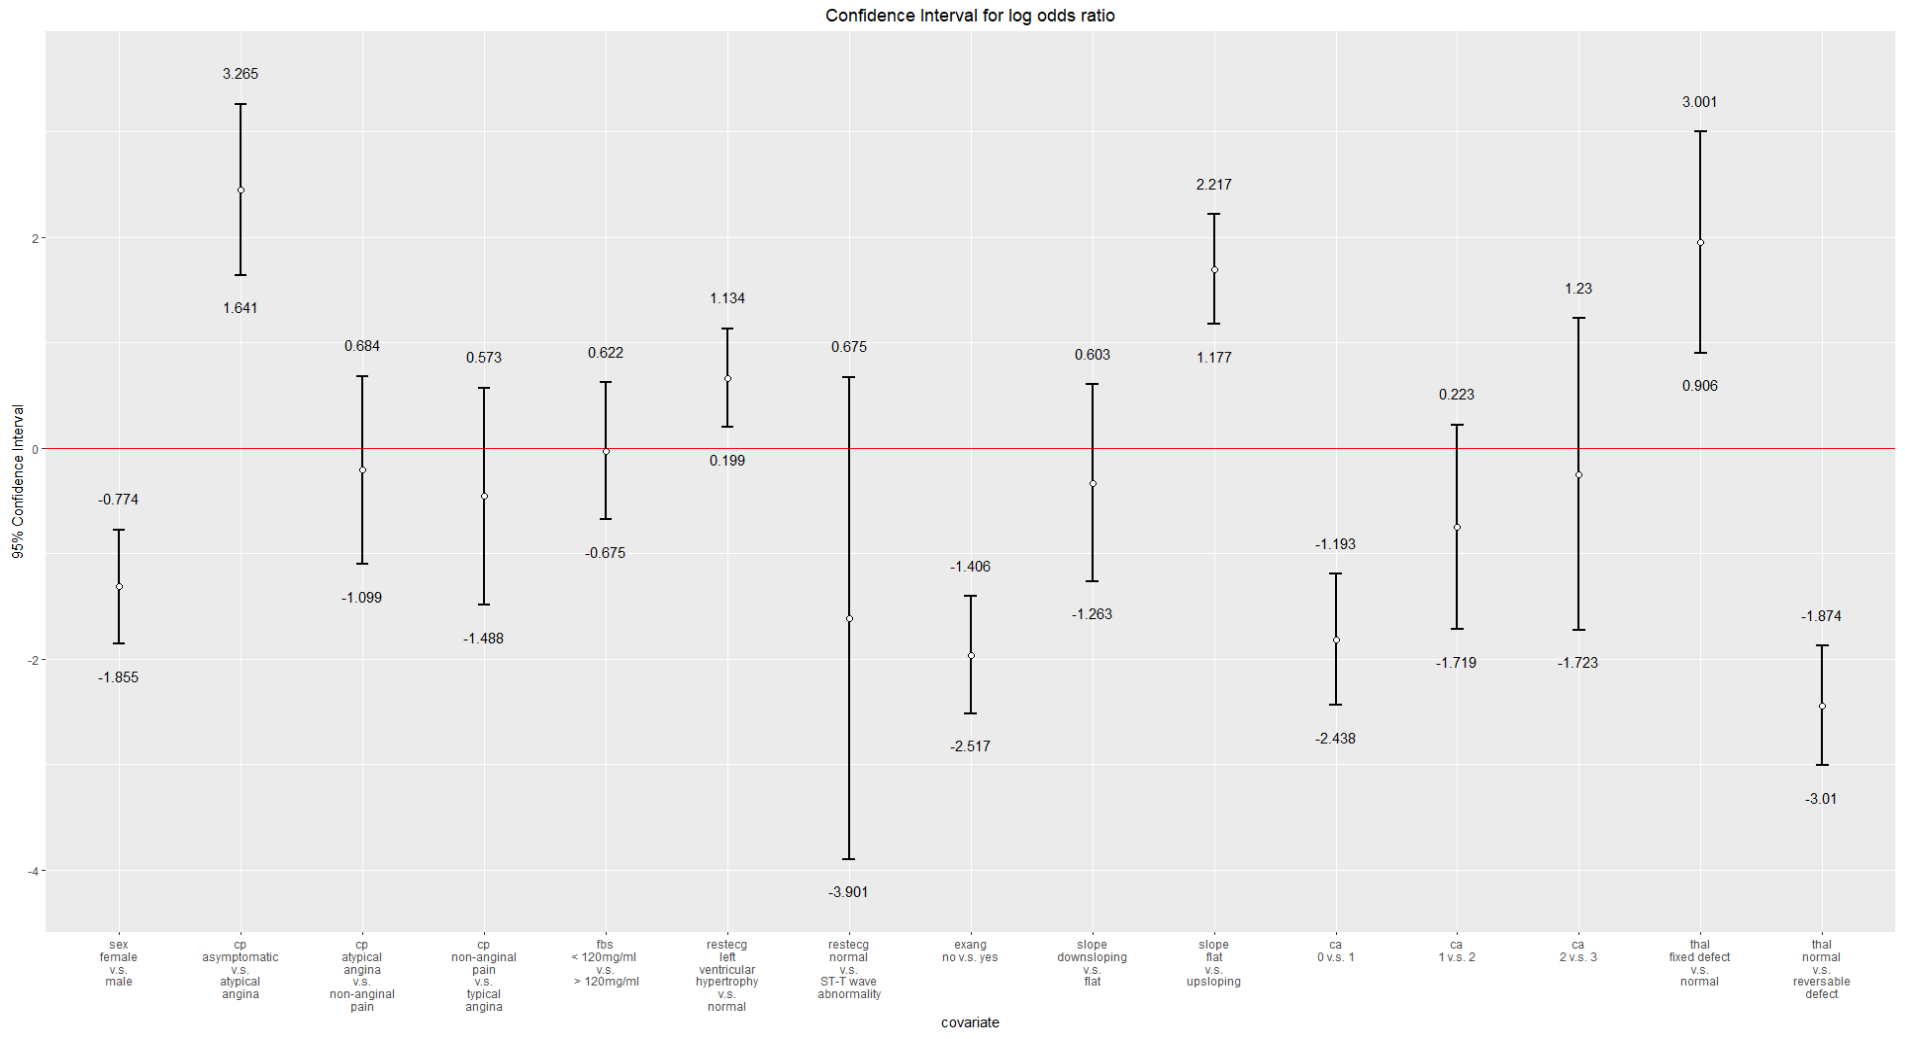 Confidence Interval for log odds ratio
3.265
3.001
2.217
2
1.641
1.23
1.134
1.177
0.684
0.573
0.622
0.675
0.603
0.906
0.223
0
0.199
-0.774
-0.675
-1.193
-1.406
-1.099
-1.263
-1.488
-1.874
-1.855
-2
-1.719
-1.723
-2.517
-2.438
-3.01
-4
-3.901
95% Confidence Interval
sex
female
v.s.
male
cp
asymptomatic
v.s.
atypical
angina
cp
atypical
angina
v.s.
non-anginal
pain
cp
non-anginal
pain
v.s.
typical
angina
fbs
< 120mg/ml
v.s.
> 120mg/ml
restecg
left
ventricular
hypertrophy
v.s.
normal
restecg
normal
v.s.
ST-T wave
abnormality
exang
no v.s. yes
slope
downsloping
v.s.
flat
slope
flat
v.s.
upsloping
ca
0 v.s. 1
ca
1 v.s. 2
ca
2 v.s. 3
thal
fixed defect
v.s.
normal
thal
normal
v.s.
reversable
defect
covariate